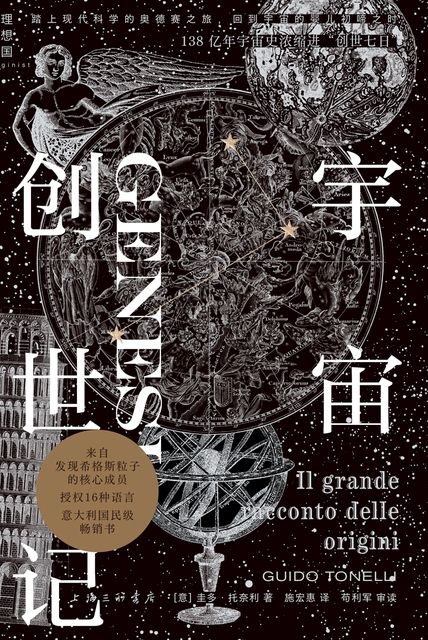 理想国
ginist
踏上现代科学的奥德赛之旅 回到宇宙的婴儿初啼之时
138 亿年宇宙史浓缩进“创世七日”
宇宙
创世记
GENESI
来自
发现希格斯粒子
的核心成员
授权16种语言
意大利国民级
畅销书
Il grande
racconto delle
origini
GUIDO TONELLI
上海三联书店 [意] 圭多·托奈利 著 施宏惠 译 苟利军 审读